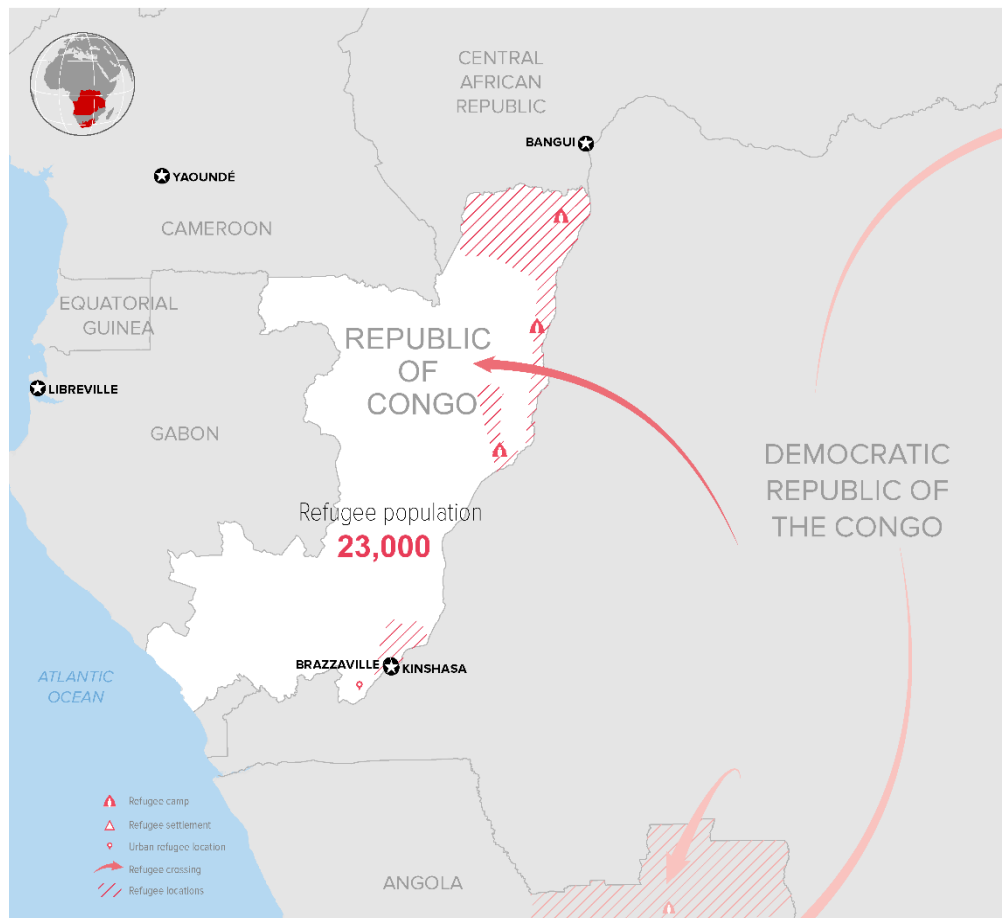 CENTRAL
AFRICAN
REPUBLIC
BANGUI
YAOUNDÉ
CAMEROON
EQUATORIAL
GUINEA
REPUBLIC
OF
CONGO
LIBREVILLE
GABON
DEMOCRATIC
REPUBLIC OF
THE CONGO
Refugee population
23,000
BRAZZAVILLE
KINSHASA
ATLANTIC
OCEAN
Refugee camp
Refugee settlement
Urban refugee location
Refugee crossing
Refugee locations
ANGOLA